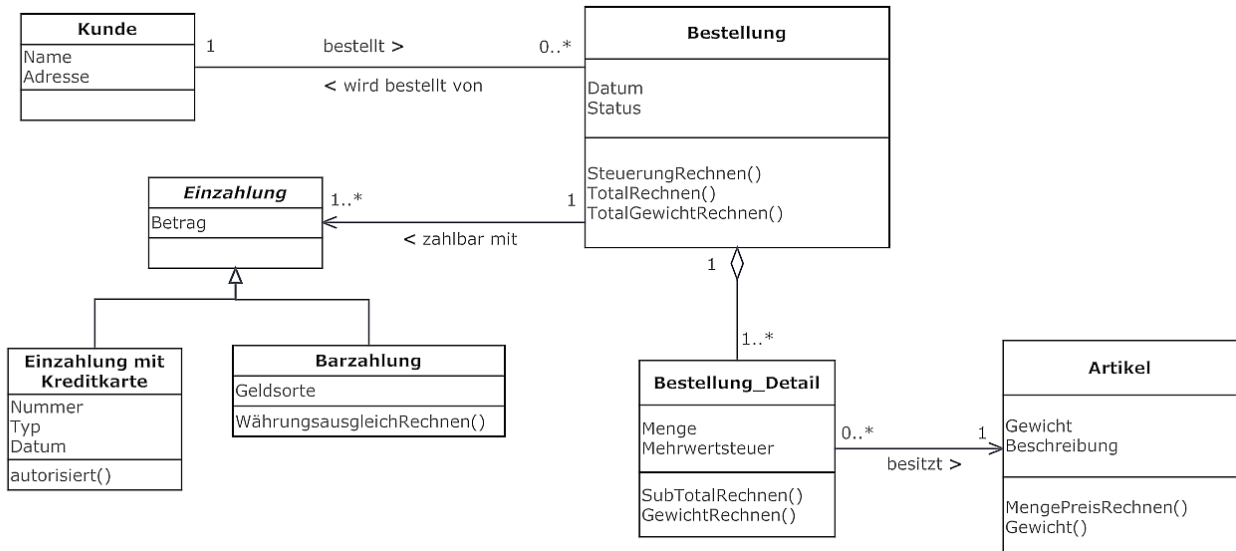 Kunde
Name
Adresse
1
bestellt >
0..*
< wird bestellt von
Bestellung
Datum
Status
SteuerungRechnen()
TotalRechnen()
TotalGewichtRechnen()
Einzahlung
Betrag
1..*
1
< zahlbar mit
1
1..*
Einzahlung mit
Kreditkarte
Nummer
Typ
Datum
autorisiert()
Barzahlung
Geldsorte
WährungsausgleichRechnen()
Bestellung_Detail
Menge
Mehrwertsteuer
SubTotalRechnen()
GewichtRechnen()
0..*
1
besitzt >
Artikel
Gewicht
Beschreibung
MengePreisRechnen()
Gewicht()